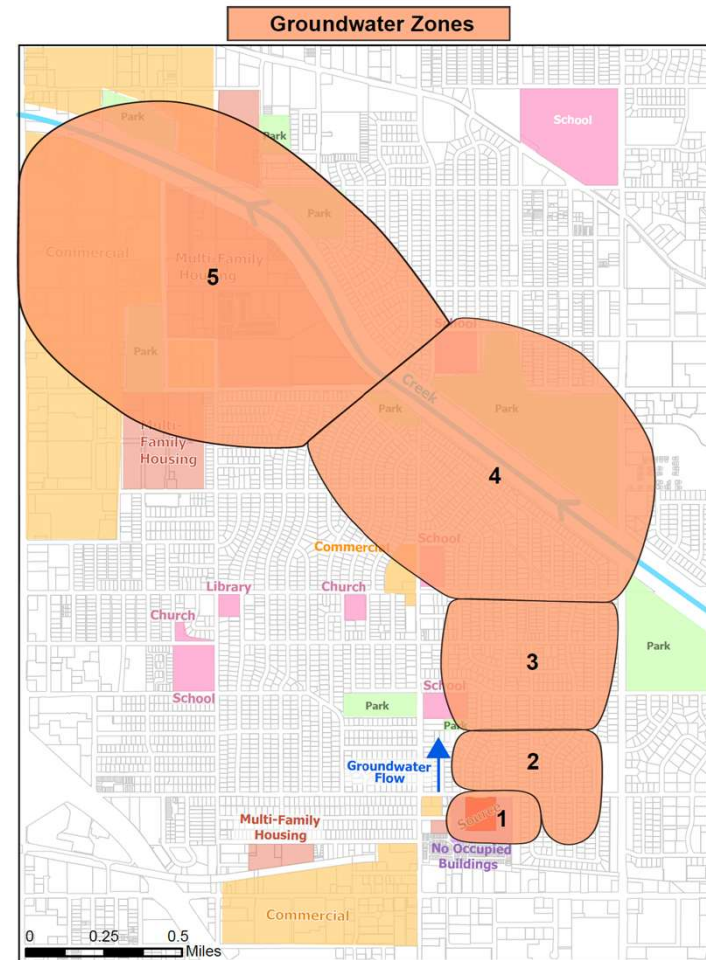 Groundwater Zones
Park
School
Park
Park
Commercial
Multi-Family
Housing
5
School
Park
Creek
Park
Park
Multi
Family-
Housing
4
Commercial
School
Library
Church
Church
3
Park
School
School
Park
Park
Groundwater
Flow
2
Source
1
Multi-Family
Housing
No Occupied
Buildings
Commercial
0
0.25
0.5
Miles